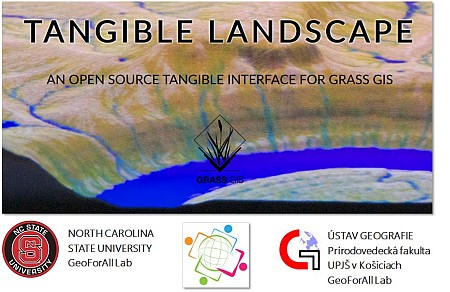 TANGIBLE LANDSCAPE
AN OPEN SOURCE TANGIBLE INTERFACE FOR GRASS GIS
GRASS GIS
NC STATE
UNIVERSITY
NORTH CAROLINA
STATE UNIVERSITY
GeoForAll Lab
ÚSTAV GEOGRAFIE
Prírodovedecká fakulta
UPJŠ v Košiciach
GeoForAll Lab